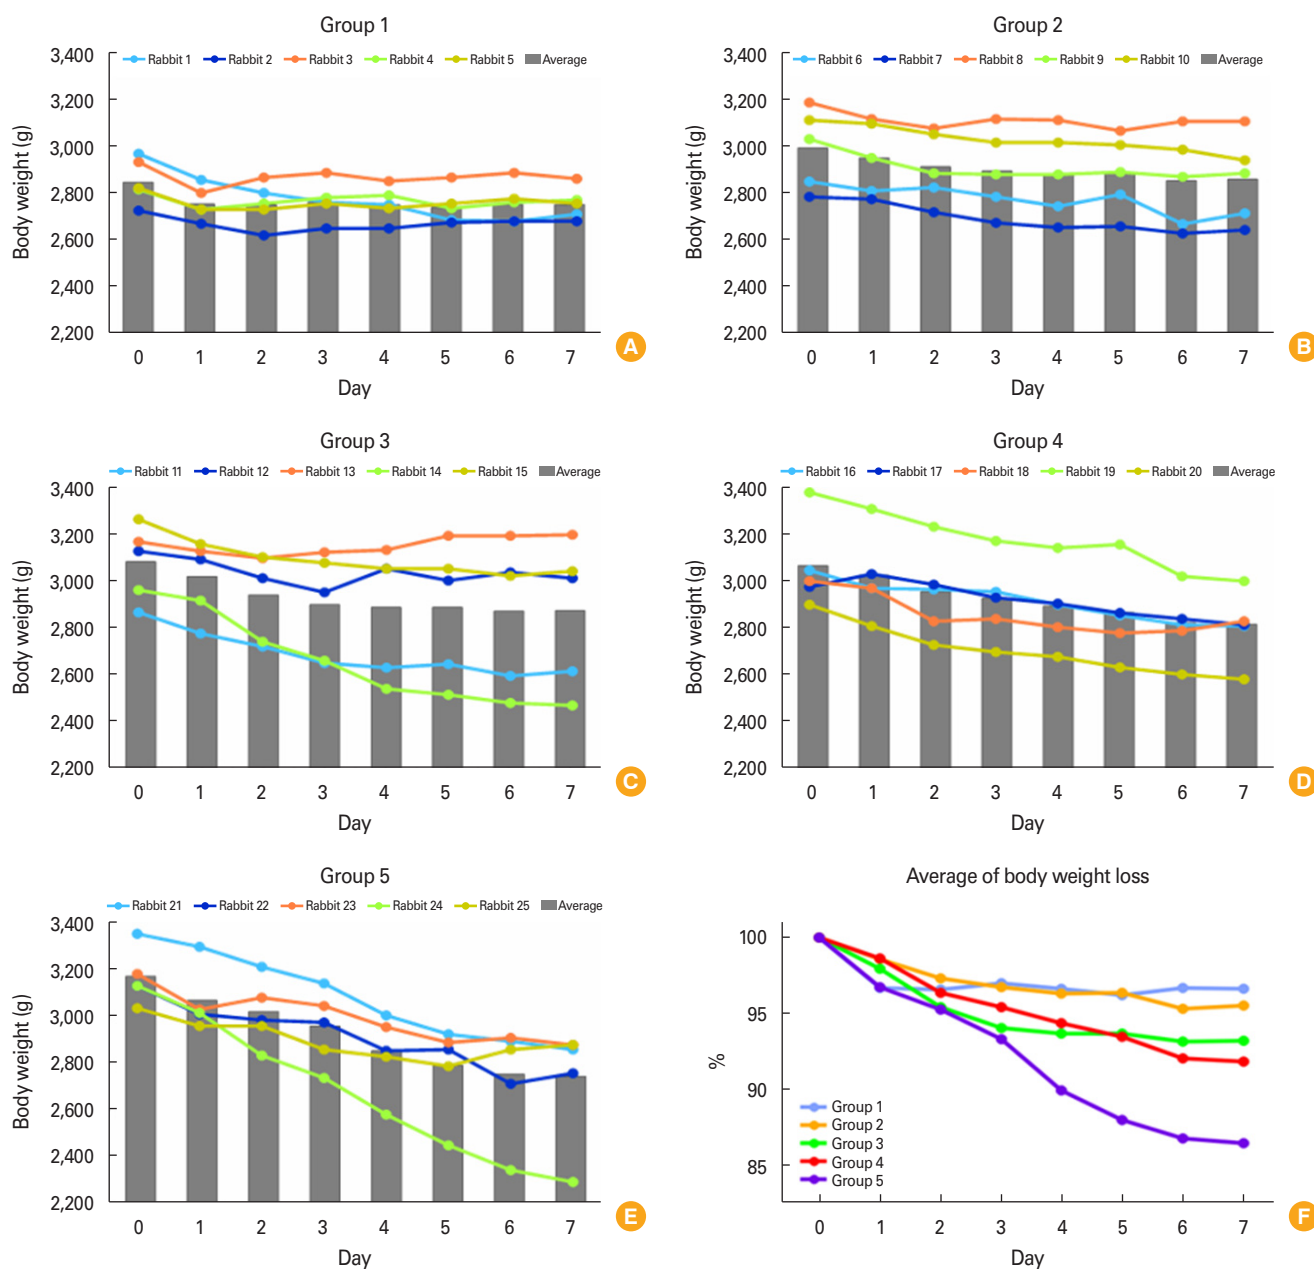 Group 1
Rabbit 1 Rabbit 2 Rabbit 3 Rabbit 4 Rabbit 5 Average
Body weight (g)
3,400
3,200
3,000
2,800
2,600
2,400
2,200
0 1 2 3 4 5 6 7
Day
A
Group 2
Rabbit 6 Rabbit 7 Rabbit 8 Rabbit 9 Rabbit 10 Average
Body weight (g)
3,400
3,200
3,000
2,800
2,600
2,400
2,200
0 1 2 3 4 5 6 7
Day
B
Group 3
Rabbit 11 Rabbit 12 Rabbit 13 Rabbit 14 Rabbit 15 Average
Body weight (g)
3,400
3,200
3,000
2,800
2,600
2,400
2,200
0 1 2 3 4 5 6 7
Day
C
Group 4
Rabbit 16 Rabbit 17 Rabbit 18 Rabbit 19 Rabbit 20 Average
Body weight (g)
3,400
3,200
3,000
2,800
2,600
2,400
2,200
0 1 2 3 4 5 6 7
Day
D
Group 5
Rabbit 21 Rabbit 22 Rabbit 23 Rabbit 24 Rabbit 25 Average
Body weight (g)
3,400
3,200
3,000
2,800
2,600
2,400
2,200
0 1 2 3 4 5 6 7
Day
E
Average of body weight loss
%
100
95
90
85
Group 1
Group 2
Group 3
Group 4
Group 5
0 1 2 3 4 5 6 7
Day
F